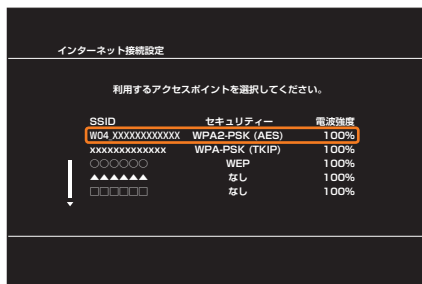 インターネット接続設定
利用するアクセスポイントを選択してください。
SSID セキュリティー 電波強度
W04_XXXXXXXXXXXX WPA2-PSK (AES) 100%
xxxxxxxxxxxxx WPA-PSK (TKIP) 100%
○○○○○○ WEP 100%
▲▲▲▲▲▲ なし 100%
□□□□□□ なし 100%